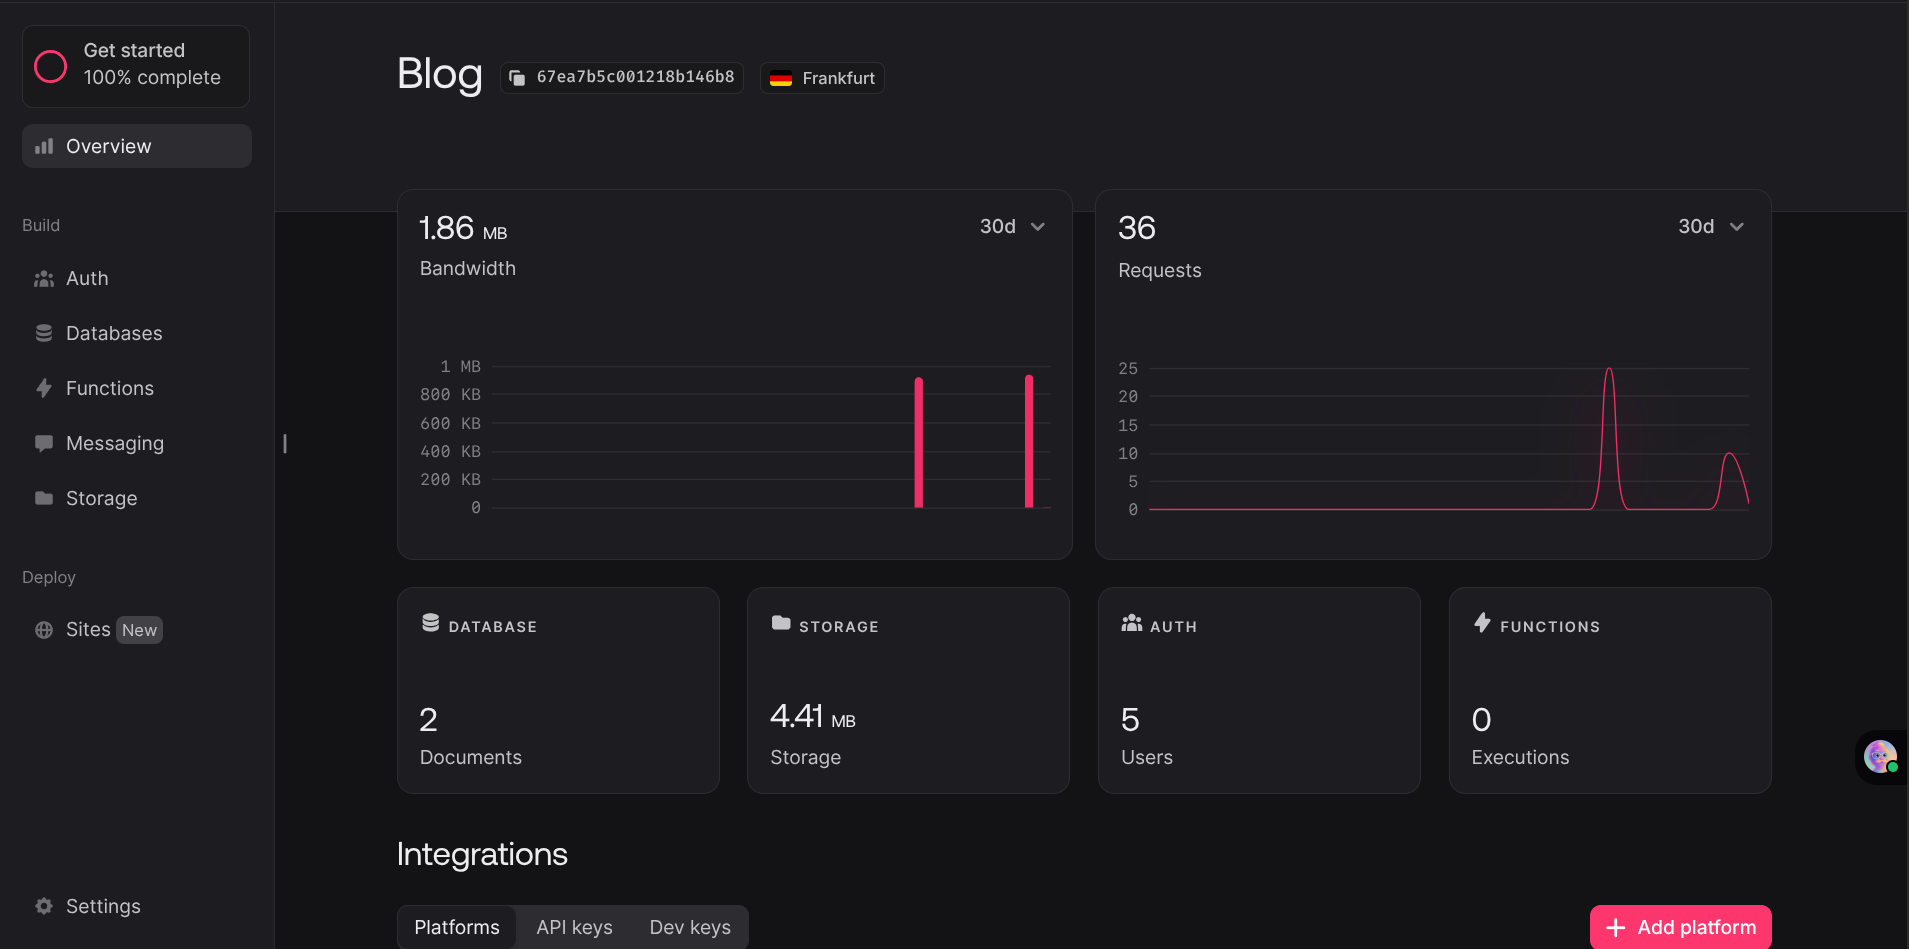 Get started
100% complete
Overview
Build
Auth
Databases
Functions
Messaging
Storage
Deploy
Sites New
Settings
Blog 67ea7b5c001218b146b8 Frankfurt
1.86 MB 30d
Bandwidth
1 MB
800 KB
600 KB
400 KB
200 KB
0
36 30d
Requests
25
20
15
10
5
0
DATABASE
2
Documents
STORAGE
4.41 MB
Storage
AUTH
5
Users
FUNCTIONS
0
Executions
Integrations
Platforms API keys Dev keys
+ Add platform